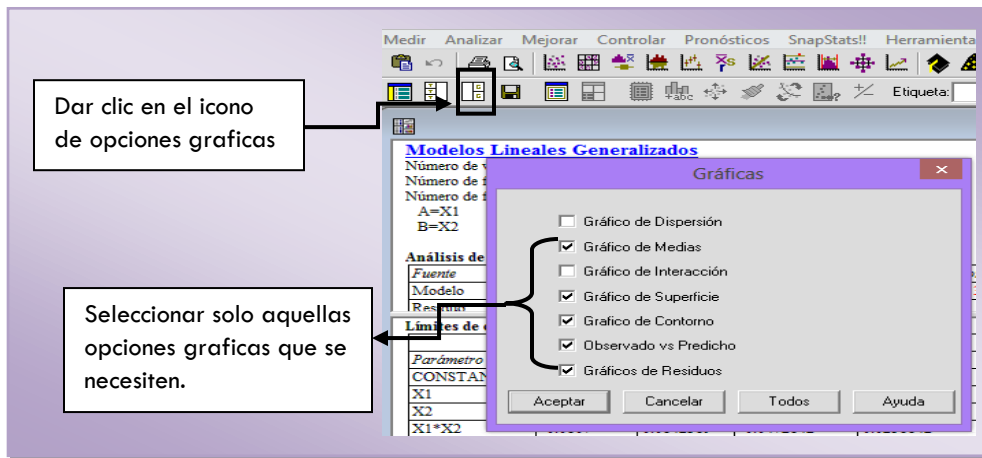 Medir Analizar Mejorar Controlar Pronósticos SnapStats!! Herramienta
Etiqueta:
Dar clic en el icono
de opciones graficas
Modelos Lineales Generalizados
Número de
Número de
Número de
A=X1
B=X2
Análisis de
Fuente
Modelo
Residuo
Límites de
Parámetro
CONSTAN
X1
X2
X1*X2
Gráficas
Gráfico de Dispersión
Gráfico de Medias
Gráfico de Interacción
Gráfico de Superficie
Grafico de Contorno
Observado vs Predicho
Gráficos de Residuos
Aceptar Cancelar Todos Ayuda
Seleccionar solo aquellas
opciones graficas que se
necesiten.